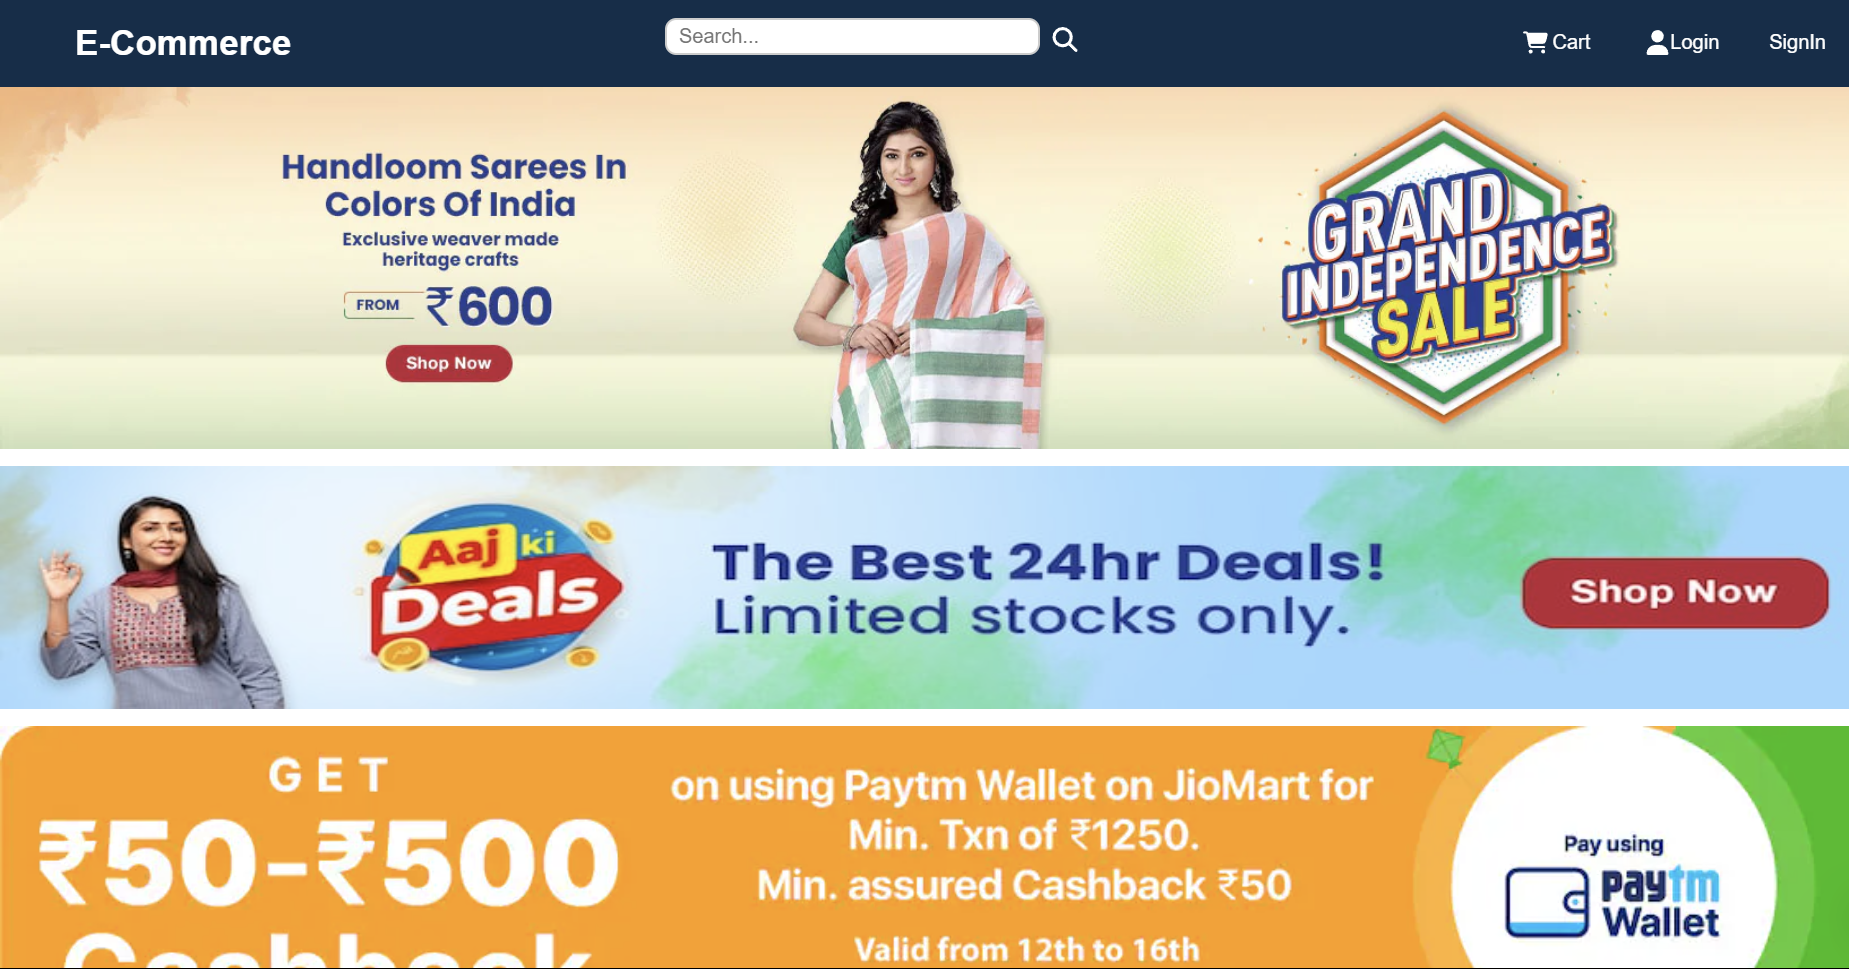 E-Commerce
Search...
Cart
Login
SignIn
Handloom Sarees In
Colors Of India
Exclusive weaver made
heritage crafts
FROM ₹600
Shop Now
GRAND
INDEPENDENCE
SALE
Aaj ki
Deals
The Best 24hr Deals!
Limited stocks only.
Shop Now
GET
₹50-₹500
Cashback
on using Paytm Wallet on JioMart for
Min. Txn of ₹1250.
Min. assured Cashback ₹50
Valid from 12th to 16th
Pay using
paytm
Wallet